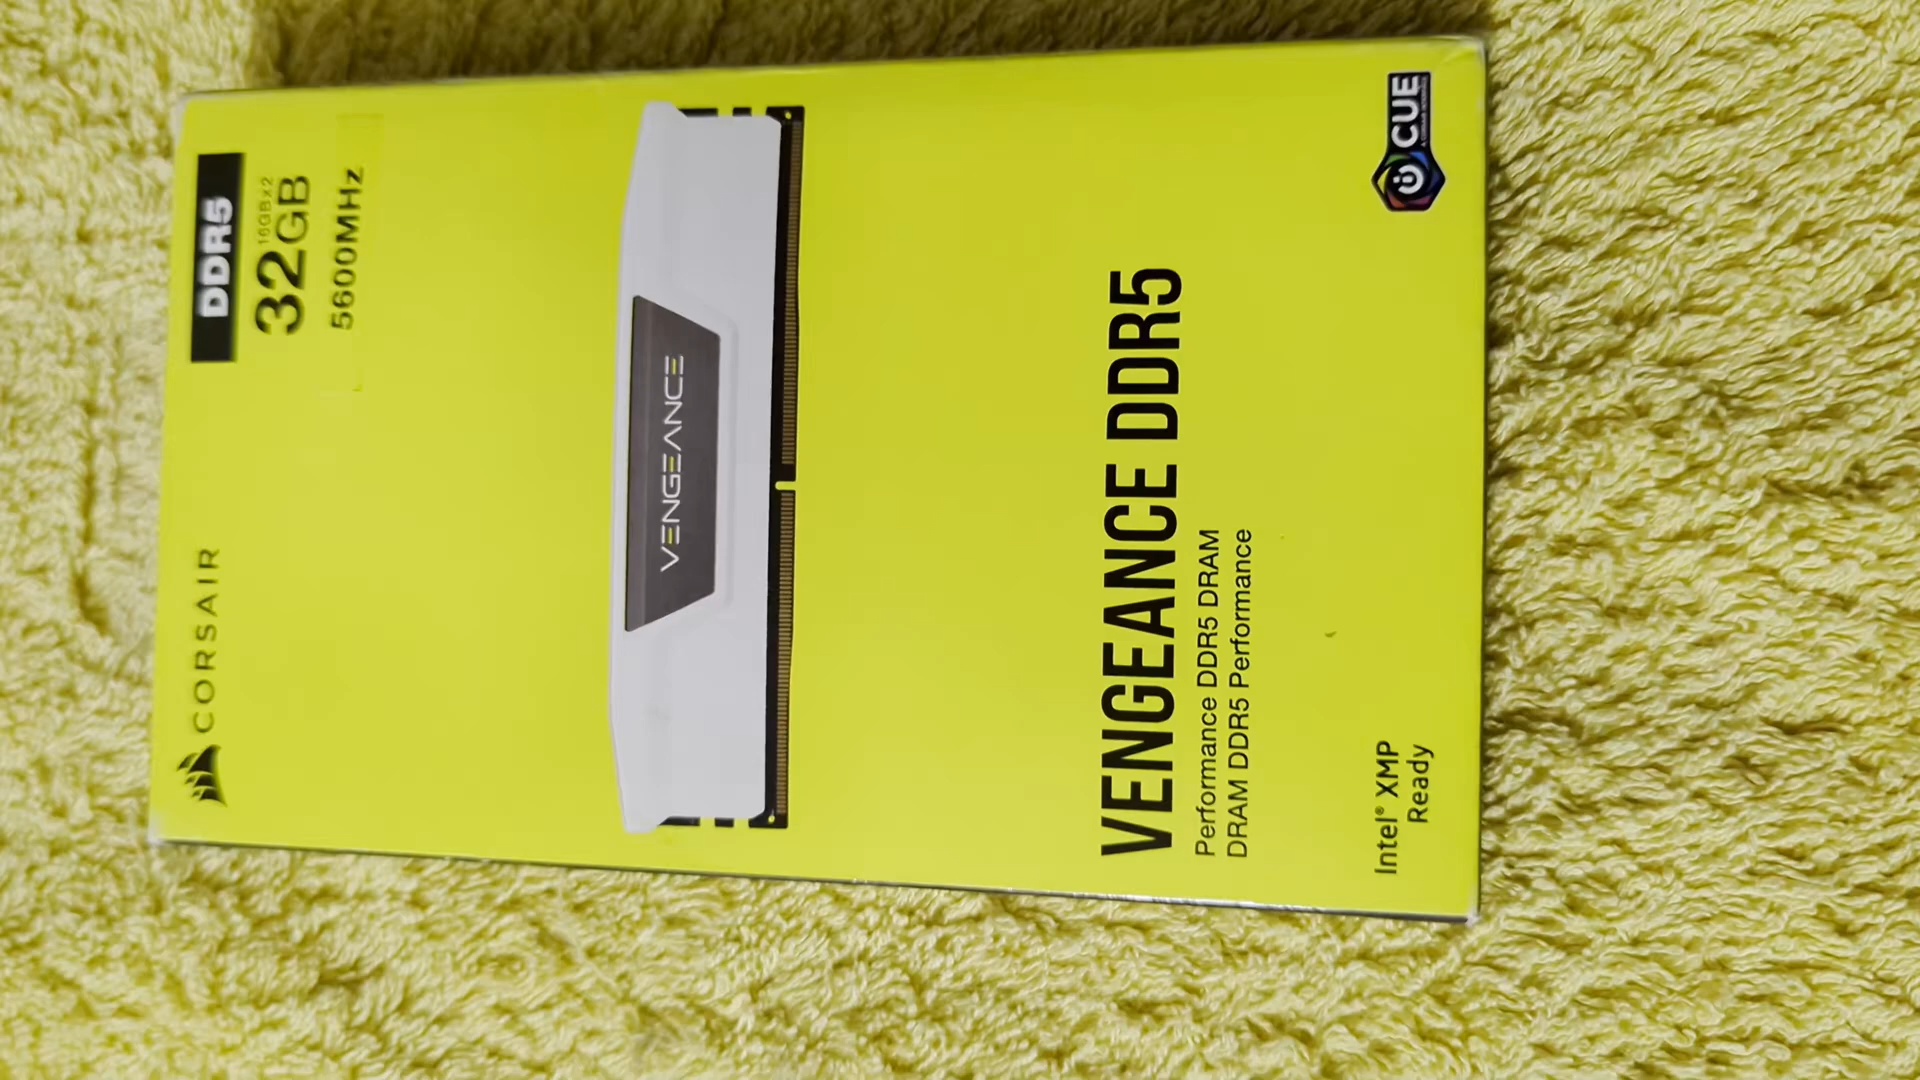 CORSAIR
DDR5
16GBx2
32GB
5600MHz
VENGEANCE
VENGEANCE DDR5
Performance DDR5 DRAM
DRAM DDR5 Performance
Intel® XMP
Ready
iCUE